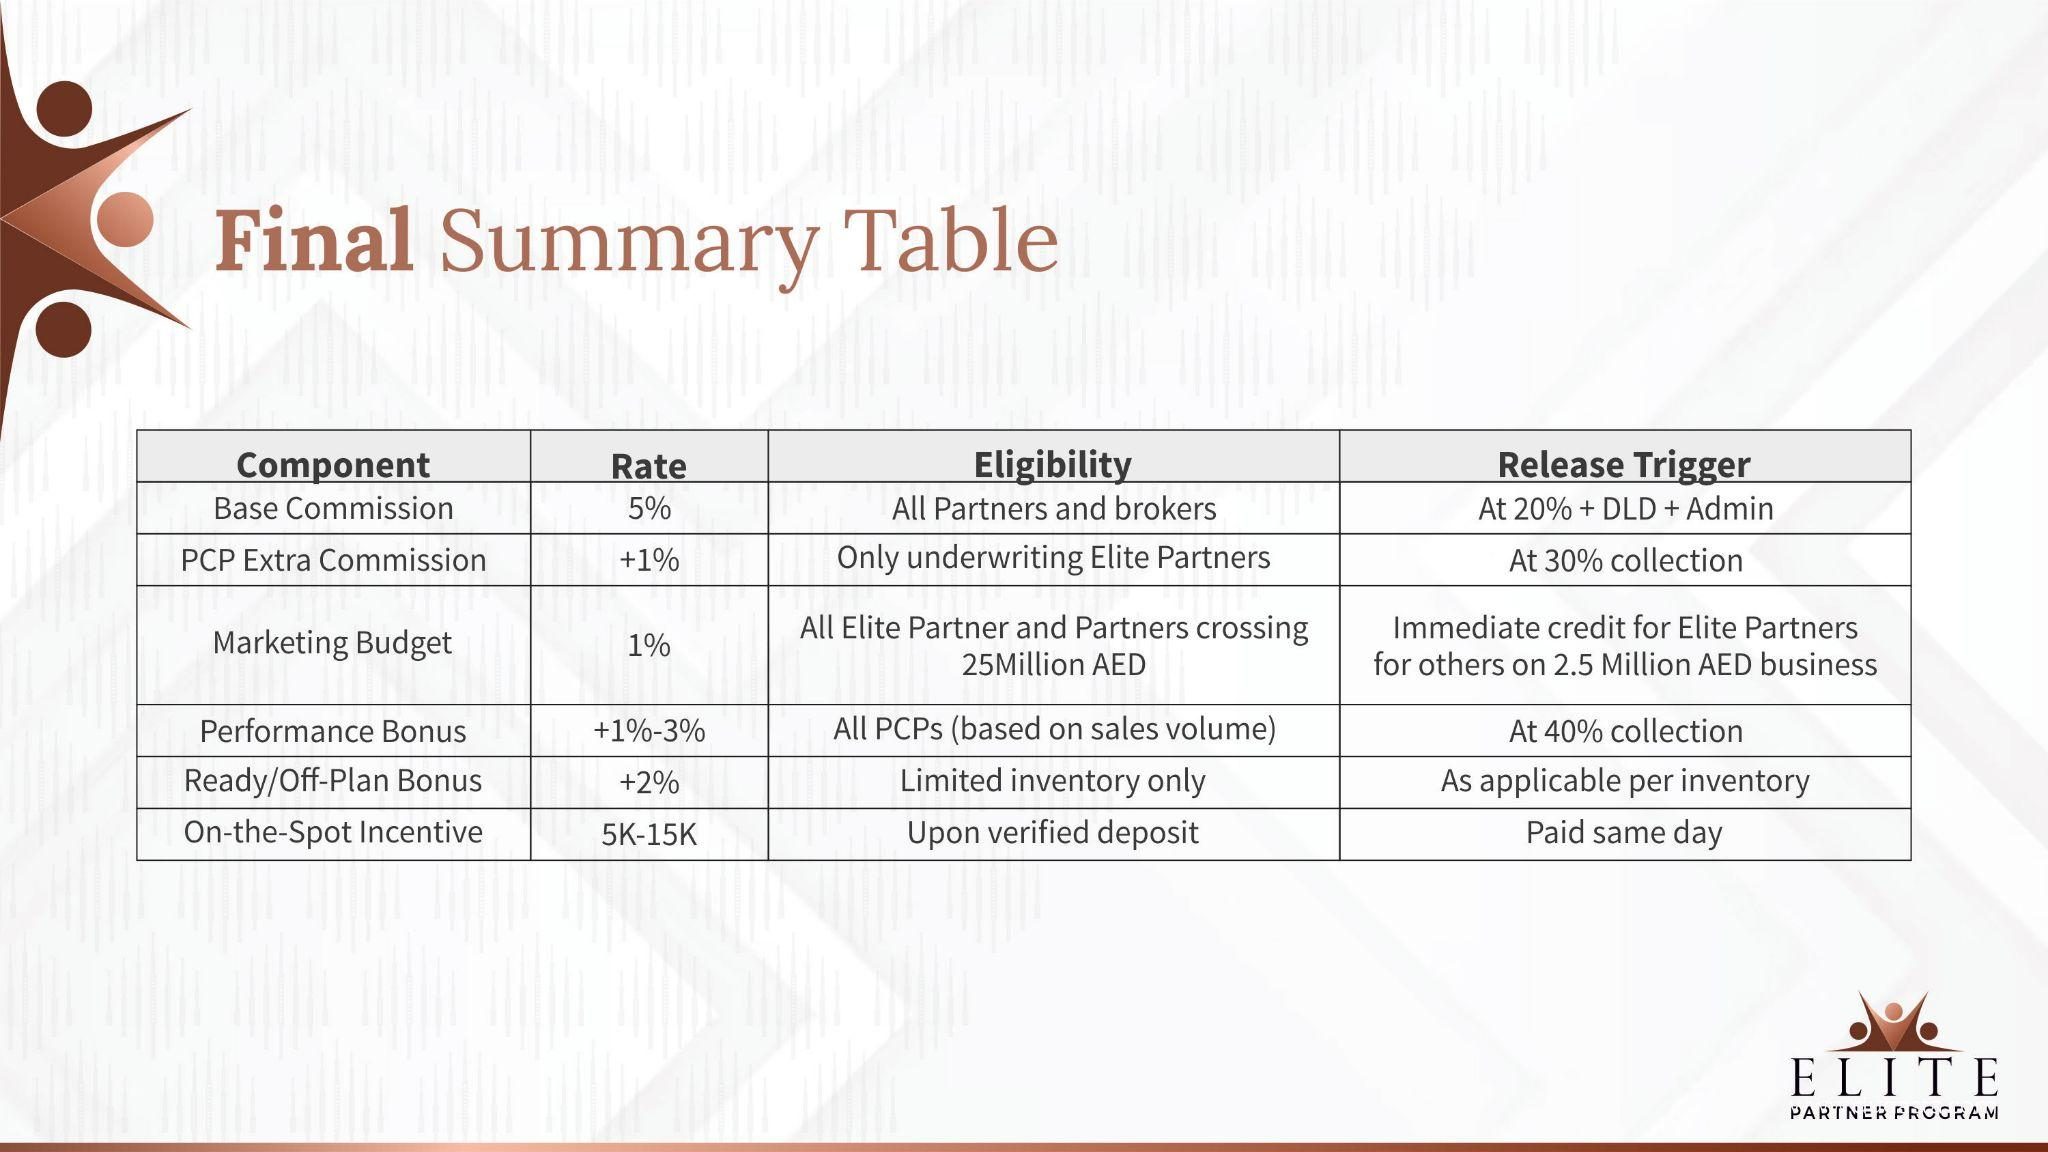 Final Summary Table
Component Rate Eligibility Release Trigger
Base Commission 5% All Partners and brokers At 20% + DLD + Admin
PCP Extra Commission +1% Only underwriting Elite Partners At 30% collection
Marketing Budget 1% All Elite Partner and Partners crossing
25Million AED Immediate credit for Elite Partners
for others on 2.5 Million AED business
Performance Bonus +1%-3% All PCPs (based on sales volume) At 40% collection
Ready/Off-Plan Bonus +2% Limited inventory only As applicable per inventory
On-the-Spot Incentive 5K-15K Upon verified deposit Paid same day
ELITE
PARTNER PROGRAM